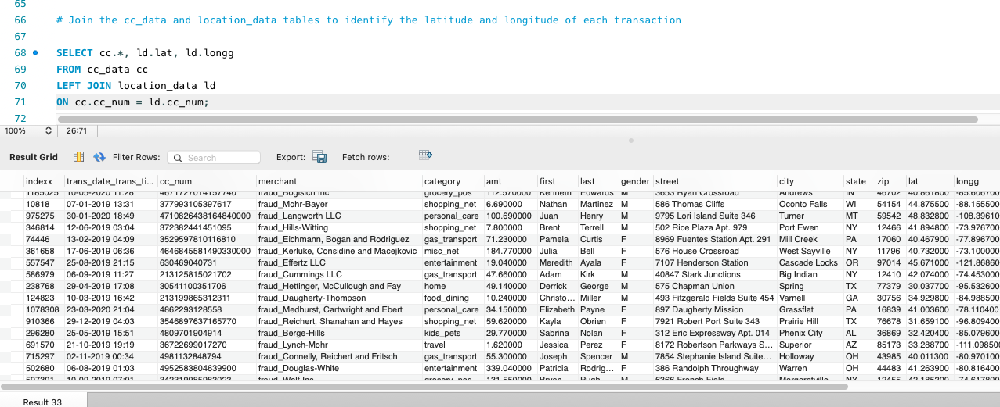 65
66 # Join the cc_data and location_data tables to identify the latitude and longitude of each transaction
67
68 SELECT cc.*, ld.lat, ld.longg
69 FROM cc_data cc
70 LEFT JOIN location_data ld
71 ON cc.cc_num = ld.cc_num;
72
100% 26:71
Result Grid Filter Rows: Search Export: Fetch rows:
indexx trans_date_trans_ti... cc_num merchant category amt first last gender street city state zip lat longg
1185025 10-05-2020 11:28 4671727014157740 fraud_Bogisich Inc grocery_pos 112.570000 Kenneth Edwards M 3653 Ryan Crossroad Andrews IN 46702 40.861800 -85.606700
10818 07-01-2019 13:31 377993105397617 fraud_Mohr-Bayer shopping_net 6.690000 Nathan Martinez M 586 Thomas Cliffs Oconto Falls WI 54154 44.875500 -88.155500
975275 30-01-2020 18:49 4710826438164840000 fraud_Langworth LLC personal_care 100.690000 Juan Henry M 9795 Lori Island Suite 346 Turner MT 59542 48.832800 -108.39610
346814 12-06-2019 03:04 372382441451095 fraud_Hills-Witting shopping_net 7.800000 Brent Terrell M 502 Rice Plaza Apt. 979 Port Ewen NY 12466 41.894800 -73.976700
74446 13-02-2019 04:09 3529597810116810 fraud_Eichmann, Bogan and Rodriguez gas_transport 71.230000 Pamela Curtis F 8969 Fuentes Station Apt. 291 Mill Creek PA 17060 40.467900 -77.896700
361658 17-06-2019 06:36 4646845581490330000 fraud_Kerluke, Considine and Macejkovic misc_net 184.770000 Julia Bell F 576 House Crossroad West Sayville NY 11796 40.732000 -73.100000
557547 25-08-2019 21:15 630469040731 fraud_Effertz LLC entertainment 19.040000 Meredith Ayala F 7107 Henderson Station Cascade Locks OR 97014 45.671000 -121.86860
586979 06-09-2019 11:27 213125815021702 fraud_Cummings LLC gas_transport 47.660000 Adam Kirk M 40847 Stark Junctions Big Indian NY 12410 42.074000 -74.453000
238768 29-04-2019 17:08 30541100351706 fraud_Hettinger, McCullough and Fay home 49.140000 Derrick George M 575 Chapman Union Spring TX 77379 30.037700 -95.532600
124823 10-03-2019 16:42 213199865312311 fraud_Daugherty-Thompson food_dining 10.240000 Christo... Miller M 493 Fitzgerald Fields Suite 454 Varnell GA 30756 34.929800 -84.988500
1078308 23-03-2020 21:04 4862293128558 fraud_Medhurst, Cartwright and Ebert personal_care 34.150000 Elizabeth Payne F 897 Daugherty Mission Grassflat PA 16839 41.003600 -78.110400
910366 29-12-2019 04:03 3546897637165770 fraud_Reichert, Shanahan and Hayes shopping_net 59.620000 Kayla Obrien F 7921 Robert Port Suite 343 Prairie Hill TX 76678 31.659100 -96.809400
296280 25-05-2019 15:51 4809701904914 fraud_Berge-Hills kids_pets 29.770000 Sabrina Nolan F 312 Eric Expressway Apt. 014 Phenix City AL 36869 32.420400 -85.079600
691570 21-10-2019 19:19 36722699017270 fraud_Lynch-Mohr travel 1.620000 Jessica Perez F 8172 Robertson Parkways S... Superior AZ 85173 33.288700 -111.098500
715297 02-11-2019 00:34 4981132848794 fraud_Connelly, Reichert and Fritsch gas_transport 55.300000 Joseph Spencer M 7854 Stephanie Island Suite... Holloway OH 43985 40.011300 -80.970100
502680 06-08-2019 01:03 4952583804639900 fraud_Douglas-White entertainment 339.040000 Patricia Rodrig... F 386 Randolph Throughway Warren OH 44483 41.263900 -80.816400
597301 10-09-2019 07:01 342319985983023 fraud_Wolf Inc grocery_pos 131.550000 Bryan Pugh M 6366 French Field Margaretville NY 12455 42.185200 -74.617800
Result 33